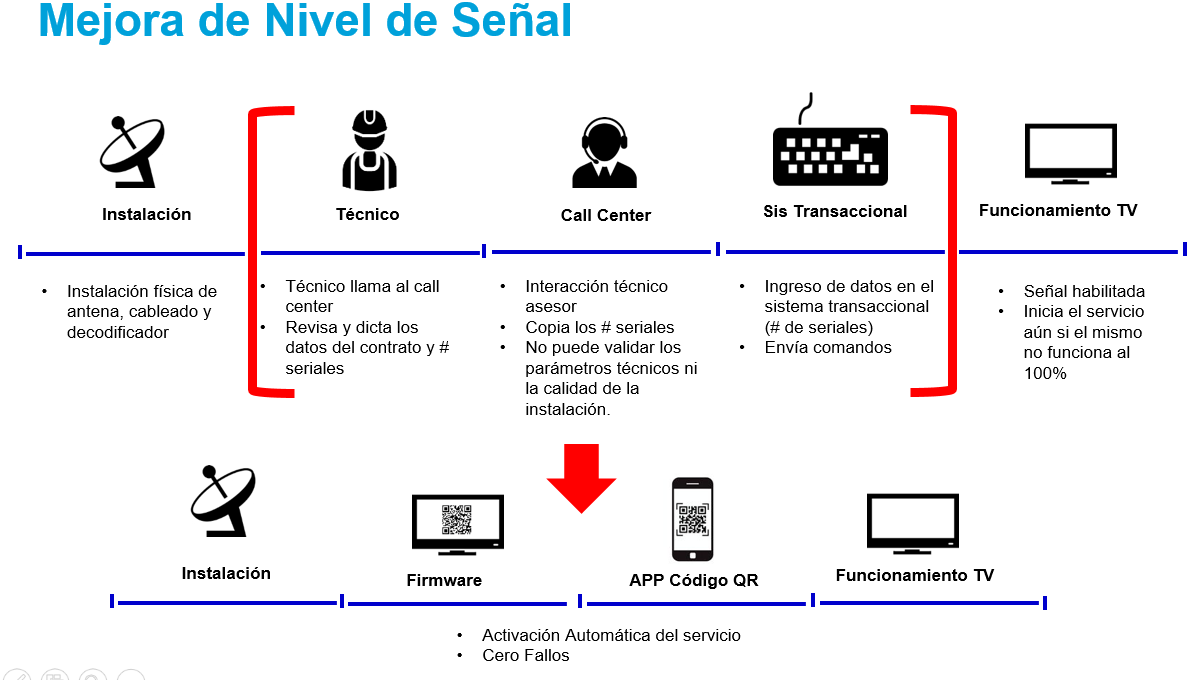 Mejora de Nivel de Señal
Instalación
Técnico
Call Center
Sis Transaccional
Funcionamiento TV
• Instalación física de
antena, cableado y
decodificador
• Técnico llama al call
center
• Revisa y dicta los
datos del contrato y #
seriales
• Interacción técnico
asesor
• Copia los # seriales
• No puede validar los
parámetros técnicos ni
la calidad de la
instalación.
• Ingreso de datos en el
sistema transaccional
(# de seriales)
• Envía comandos
• Señal habilitada
• Inicia el servicio
aún si el mismo
no funciona al
100%
Instalación
Firmware
APP Código QR
Funcionamiento TV
• Activación Automática del servicio
• Cero Fallos